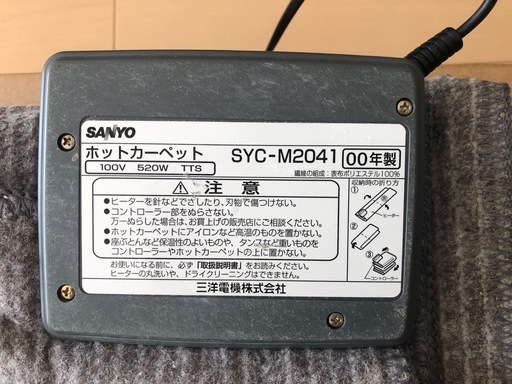 SANYO
ホットカーペット SYC-M2041 00年製
100V 520W TTS
繊維の組成:表布ポリエステル100%
注意
●ヒーターを針などでさしたり、刃物で傷つけない。
●コントローラー部をぬらさない。
万一ぬらした場合は、お買上げの販売店にご相談ください。
●ホットカーペットにアイロンなど高温のものを置かない。
●座ぶとんなど保温性のよいものや、タンスなど重いものを
コントローラーやホットカーペットの上に置かない。
お使いになる前に、必ず「取扱説明書」をお読みください。
ヒーターの丸洗いや、ドライクリーニングはできません。
三洋電機株式会社
収納時の折り方
①
ヒーター
②
③
コントローラー